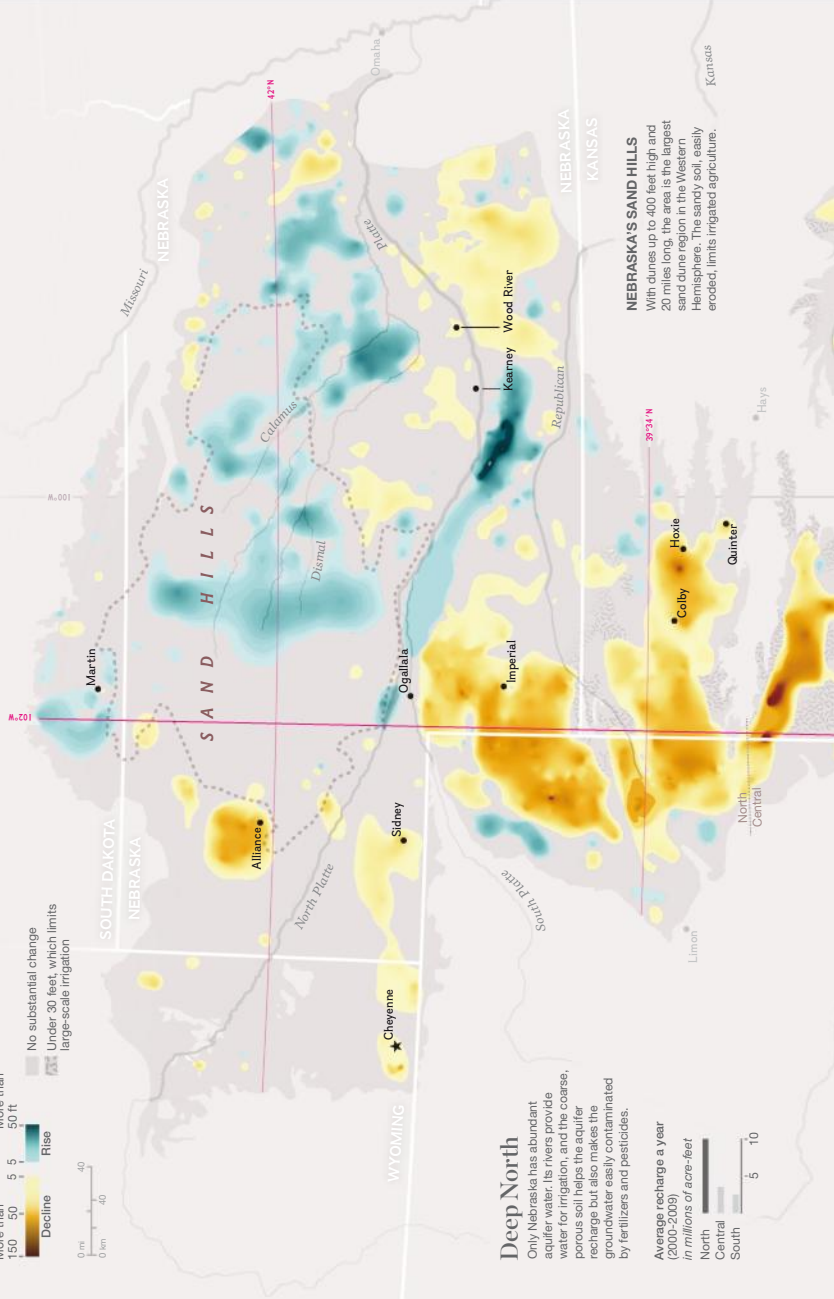 More than
150
50
5
5
More than
50 ft
Decline
Rise
No substantial change
Under 30 feet, which limits
large-scale irrigation
0 mi
40
0 km
40
Deep North
Only Nebraska has abundant
aquifer water. Its rivers provide
water for irrigation, and the coarse,
porous soil helps the aquifer
recharge but also makes the
groundwater easily contaminated
by fertilizers and pesticides.
Average recharge a year
(2000-2009)
in millions of acre-feet
North
Central
South
5
10
WYOMING
SOUTH DAKOTA
NEBRASKA
Martin
102°W
100°W
Missouri
NEBRASKA
42°N
SAND HILLS
Calamus
Dismal
Platte
Omaha
Alliance
North Platte
Sidney
Cheyenne
Ogallala
Kearney
Wood River
South Platte
Imperial
Republican
NEBRASKA
KANSAS
Kansas
39°34'N
Hays
Limon
Colby
Hoxie
Quinter
North
Central
NEBRASKA'S SAND HILLS
With dunes up to 400 feet high and
20 miles long, the area is the largest
sand dune region in the Western
Hemisphere. The sandy soil, easily
eroded, limits irrigated agriculture.